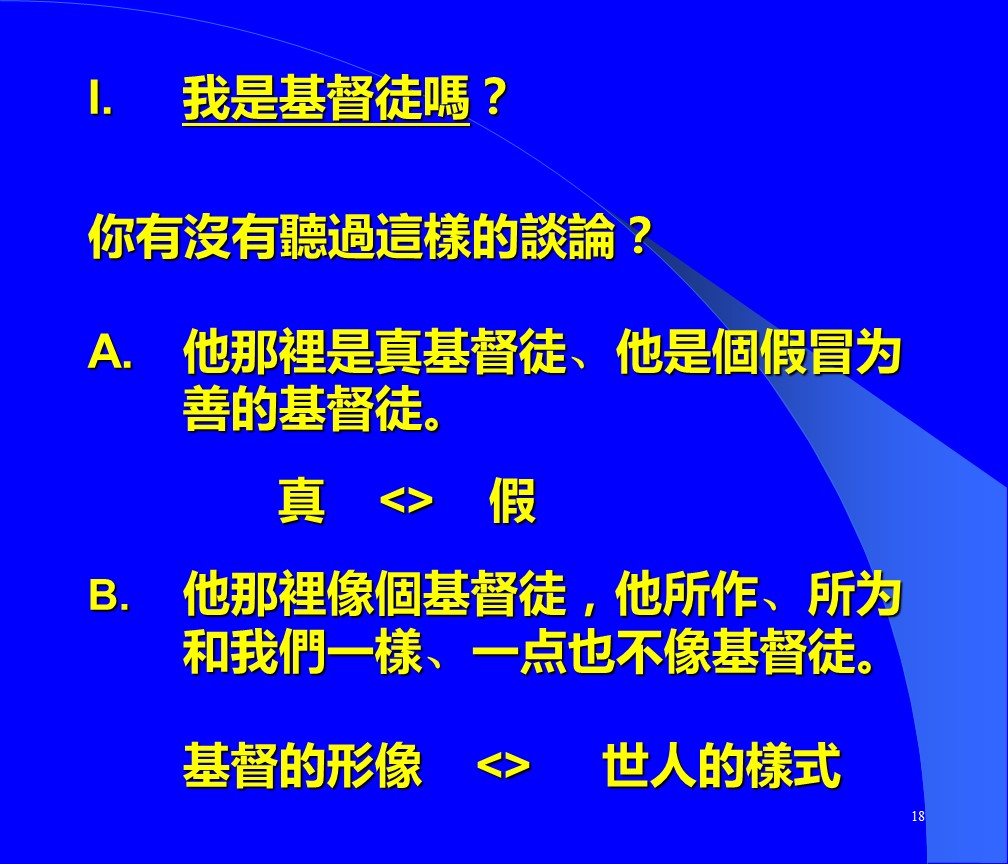 I. 我是基督徒嗎？
你有沒有聽過這樣的談論？
A. 他那裡是真基督徒、他是個假冒为
善的基督徒。
真 <> 假
B. 他那裡像個基督徒，他所作、所为
和我們一樣、一点也不像基督徒。
基督的形像 <> 世人的樣式
18